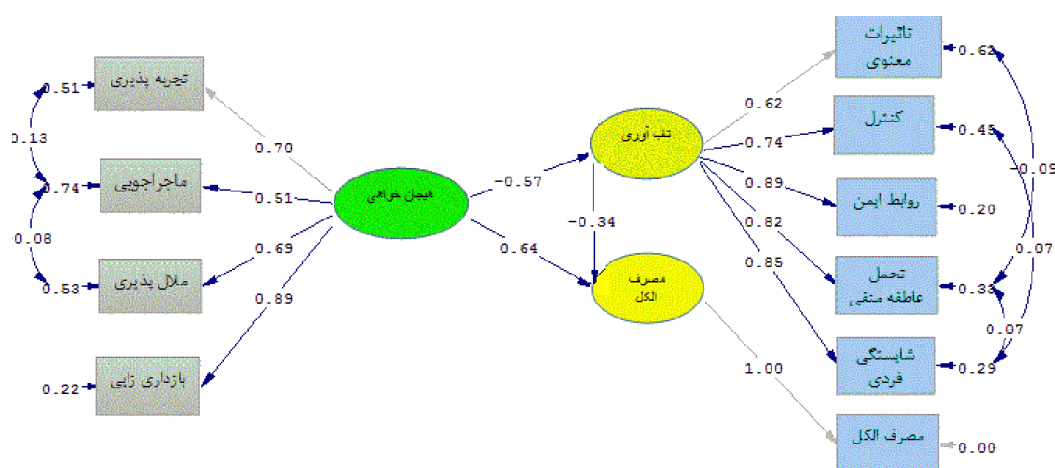 تجربه پذیری
ماجراجویی
ملال پذیری
بازداری زایی
هیجان خواهی
تاب آوری
مصرف
الکل
تاثیرات
معنوی
کنترل
روابط ایمن
تحمل
عاطفه منفی
شایستگی
فردی
مصرف الکل
0.51
0.13
0.74
-0.08
0.53
0.22
0.70
0.51
0.69
0.89
-0.57
0.64
-0.34
0.62
0.74
0.89
0.82
0.85
1.00
0.62
0.45
0.20
0.33
0.29
0.00
-0.09
0.07
0.07